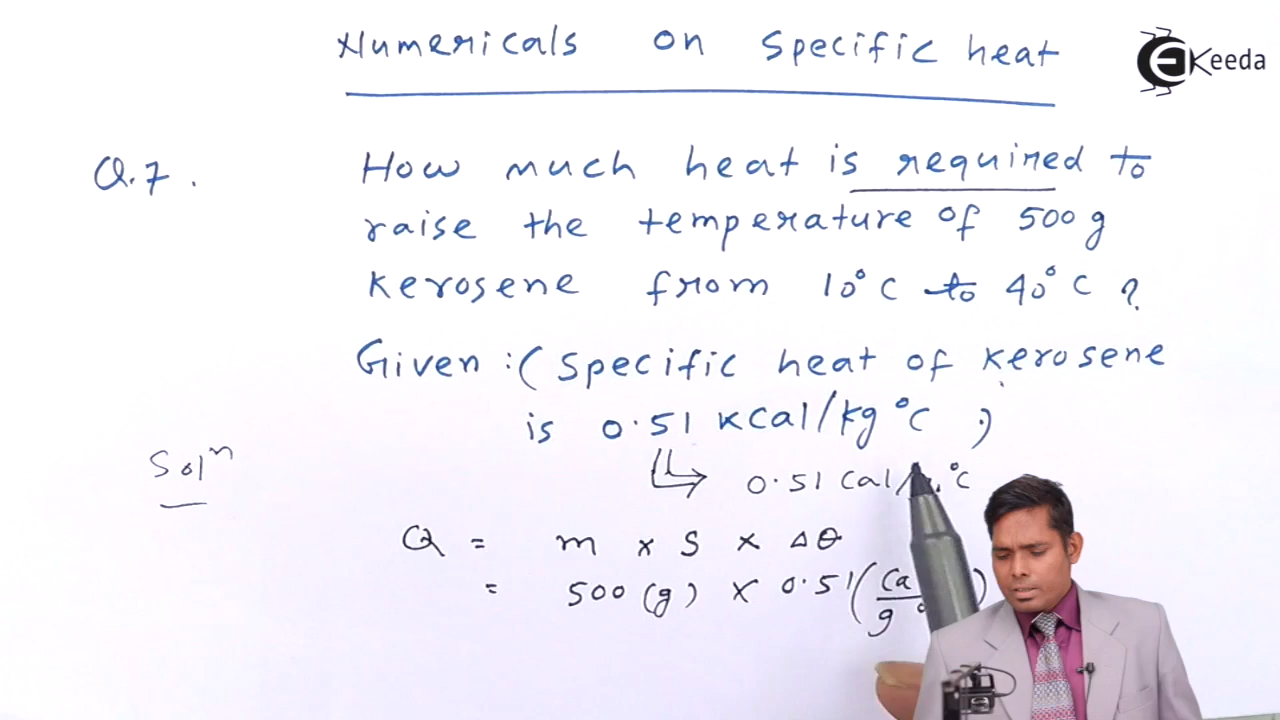 Numericals on Specific heat
EKeeda
Q.7. How much heat is required to
raise the temperature of 500 g
kerosene from 10°C to 40°C ?
Given :( specific heat of kerosene
is 0.51 kcal/kg°C .)
Solⁿ
0.51 Cal/ °C
Q = m × S × Δθ
= 500 (g) × 0.51 (